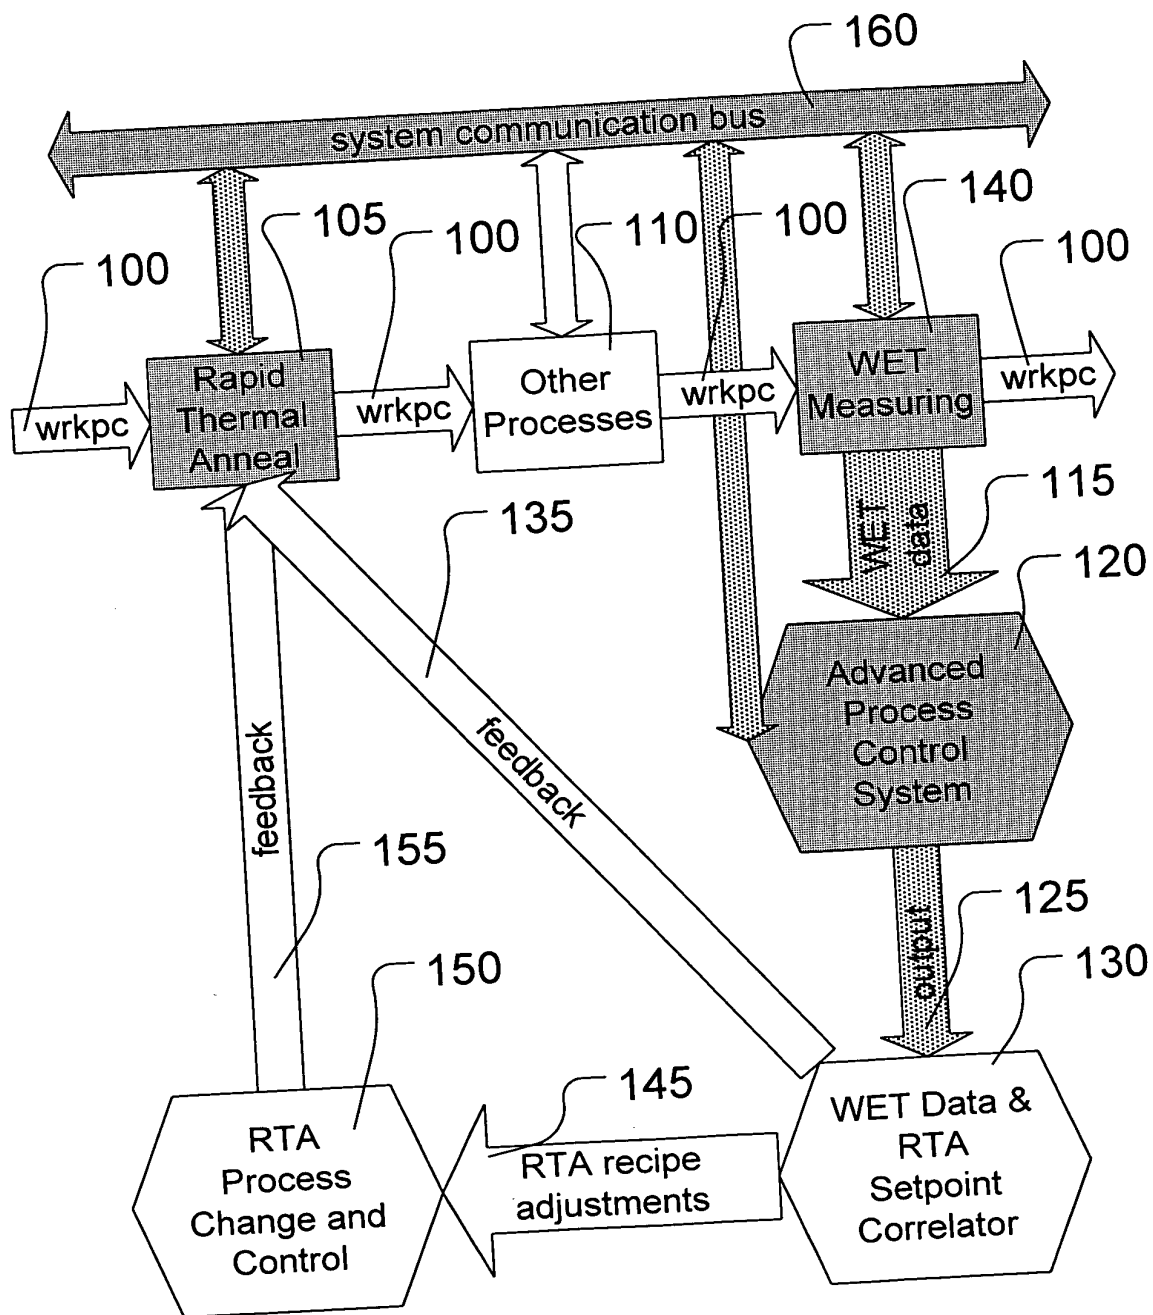 160
system communication bus
105
100
110
100
140
100
100
wrkpc
Rapid
Thermal
Anneal
wrkpc
Other
Processes
wrkpc
WET
Measuring
wrkpc
135
WET
data
115
120
Advanced
Process
Control
System
feedback
feedback
155
output
125
150
130
145
RTA
Process
Change and
Control
RTA recipe
adjustments
WET Data &
RTA
Setpoint
Correlator